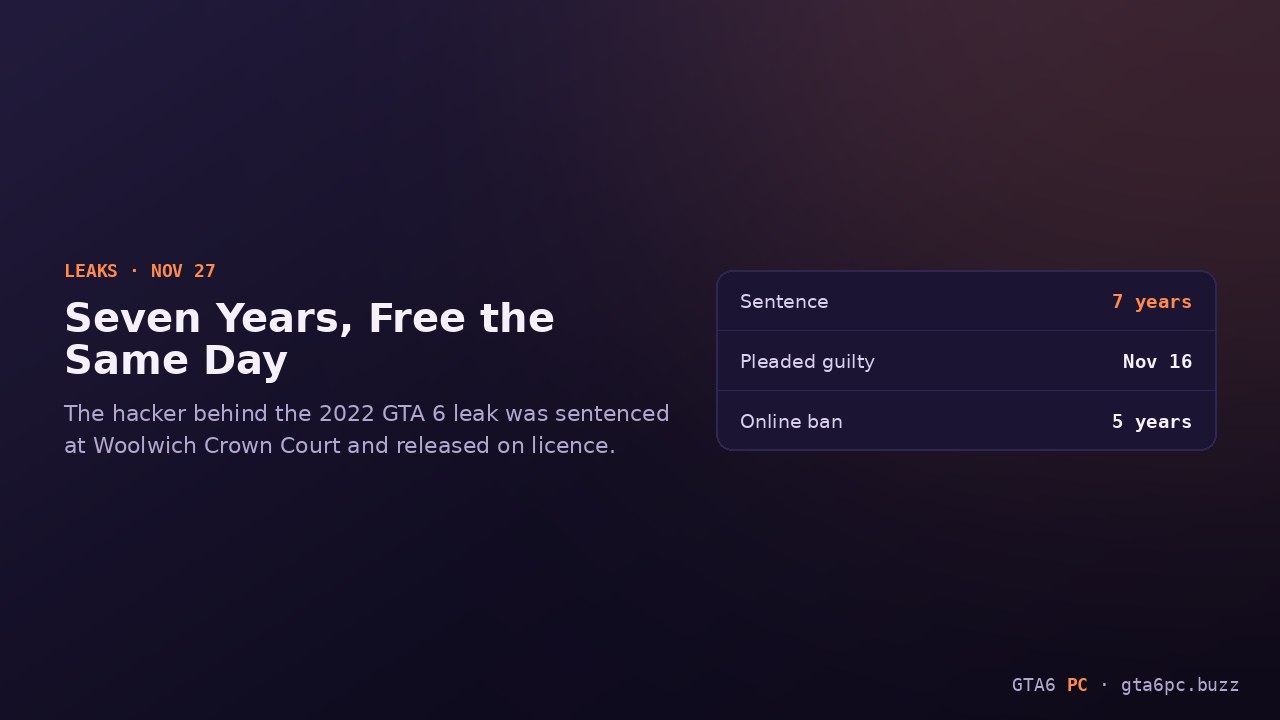 LEAKS · NOV 27
Seven Years, Free the
Same Day
The hacker behind the 2022 GTA 6 leak was sentenced
at Woolwich Crown Court and released on licence.
Sentence 7 years
Pleaded guilty Nov 16
Online ban 5 years
GTA6 PC · gta6pc.buzz